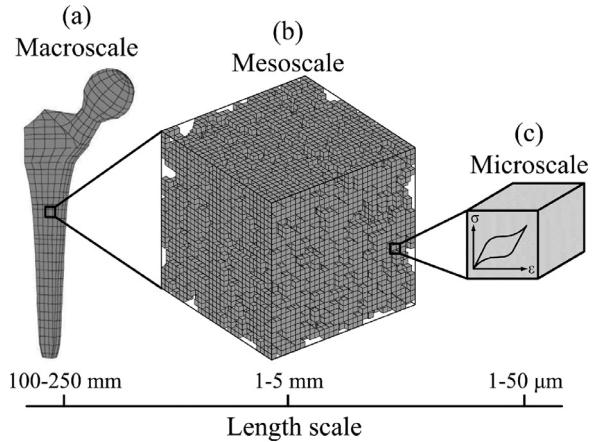 (a)
Macroscale
(b)
Mesoscale
(c)
Microscale
σ
ε
100-250 mm
1-5 mm
1-50 μm
Length scale